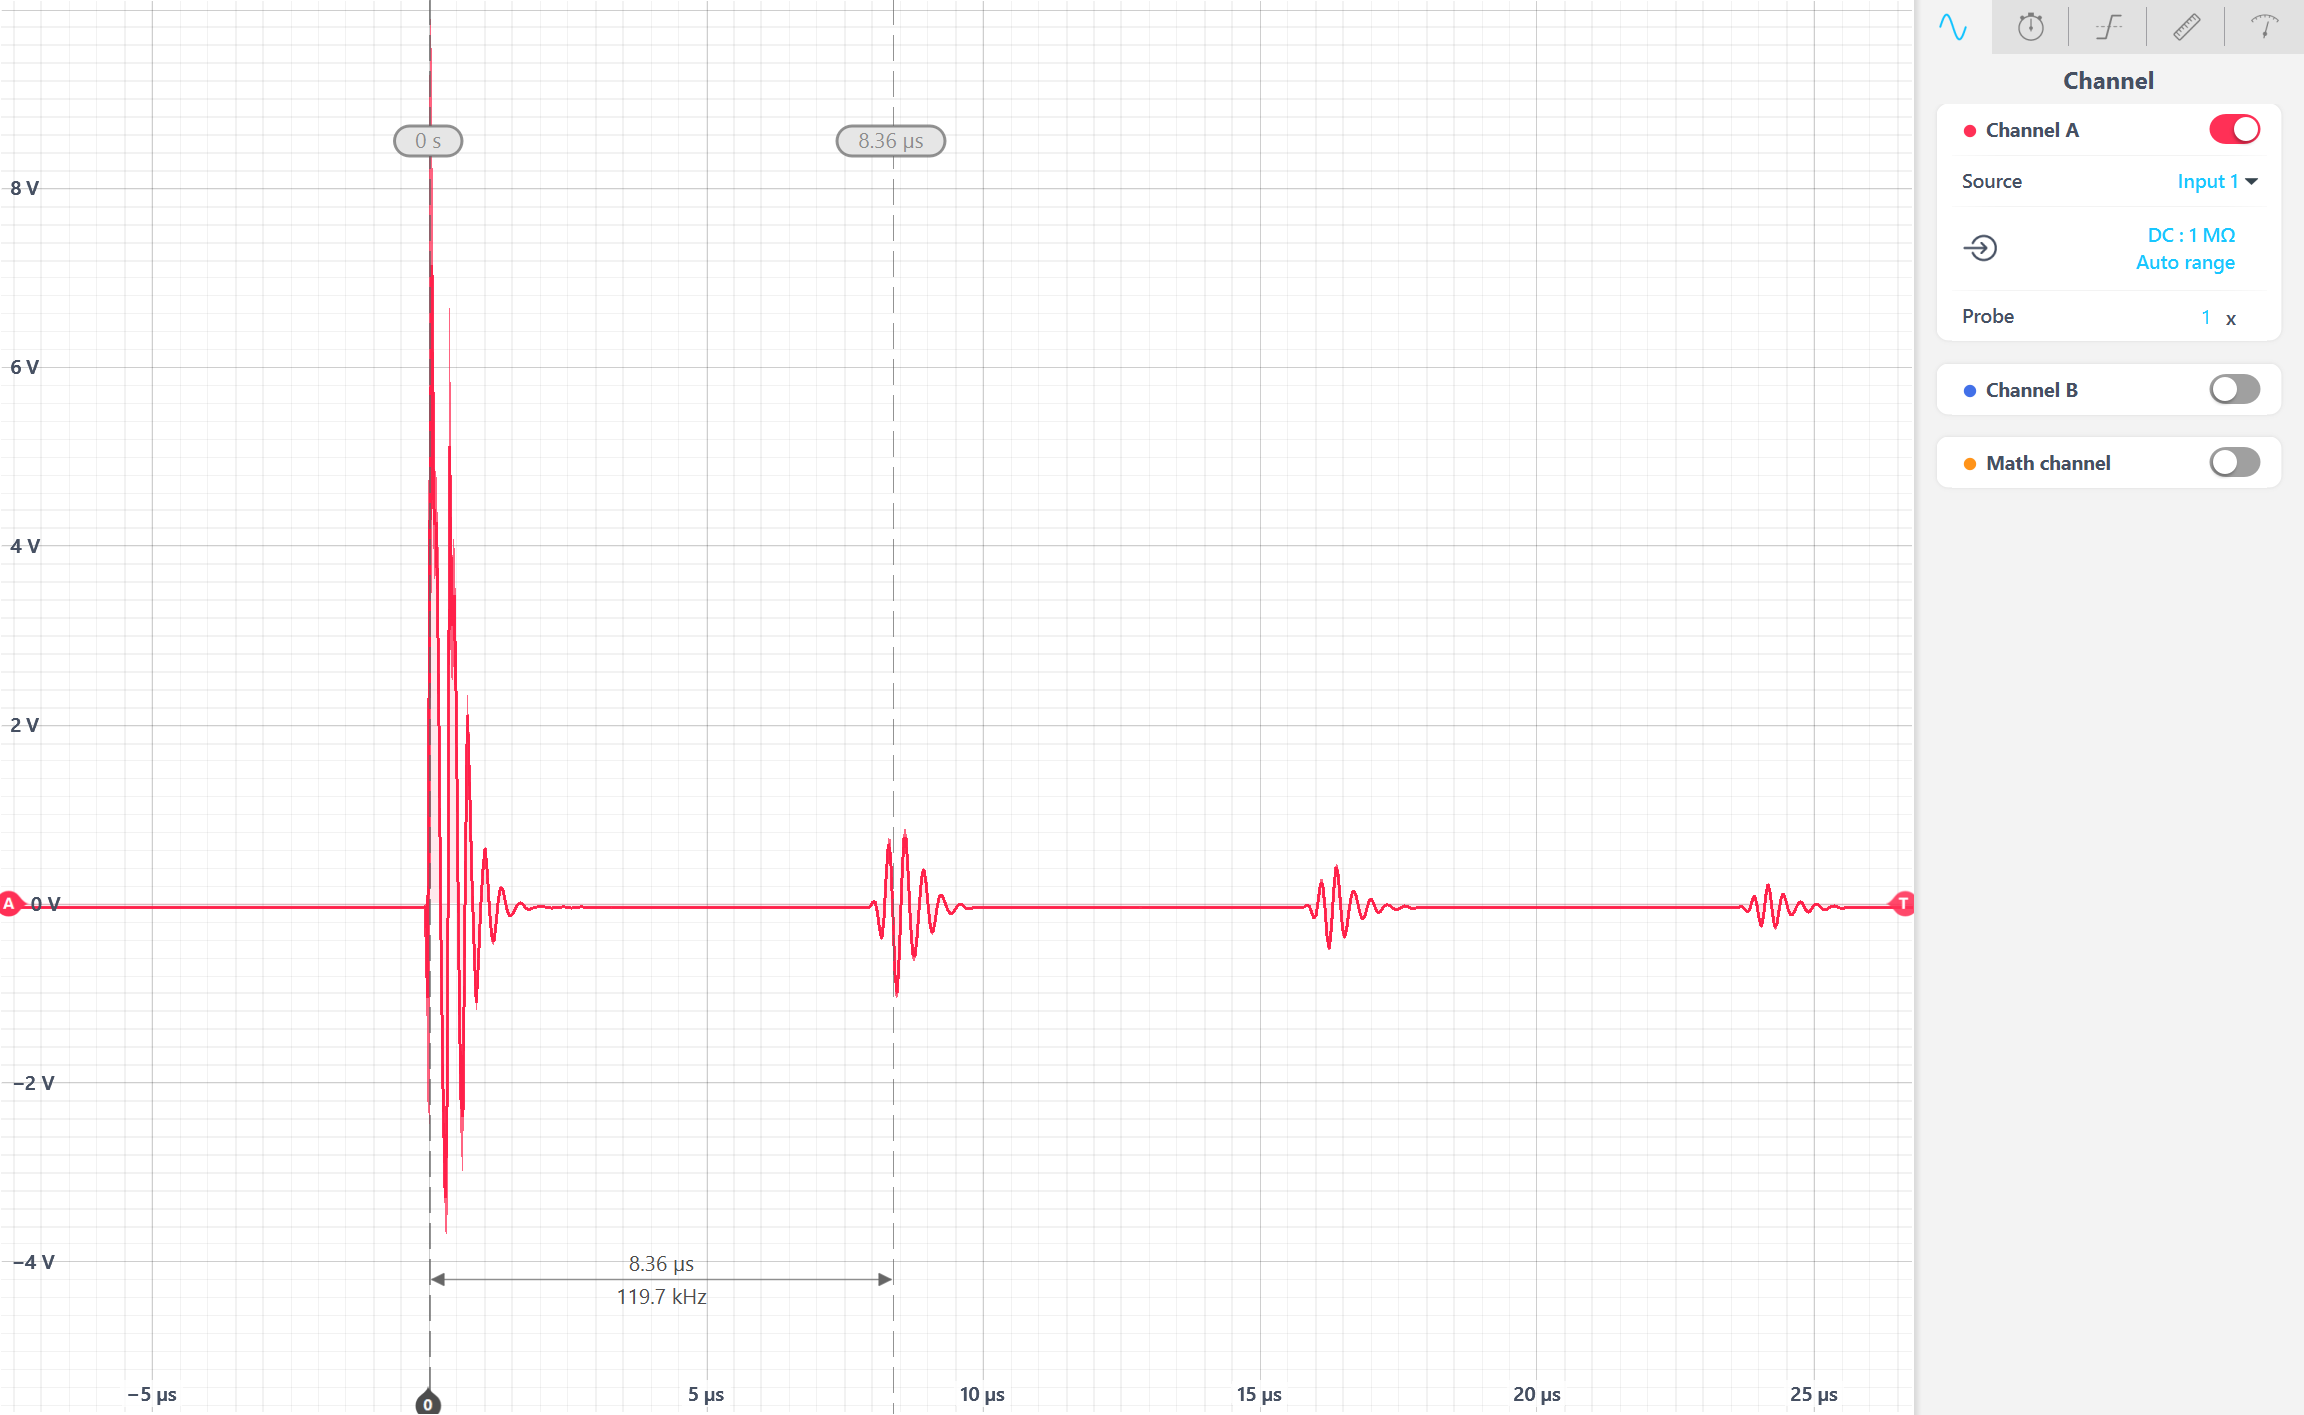 0 s
8.36 µs
8 V
6 V
4 V
2 V
A
0 V
T
−2 V
−4 V
8.36 µs
119.7 kHz
−5 µs
0
5 µs
10 µs
15 µs
20 µs
25 µs
Channel
Channel A
Source
Input 1
DC : 1 MΩ
Auto range
Probe
1 x
Channel B
Math channel